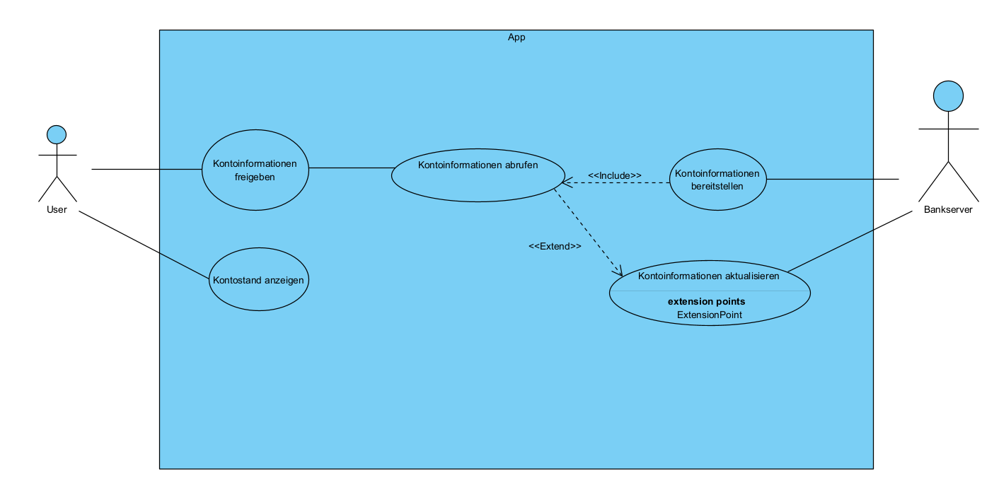 App
User
Kontoinformationen
freigeben
Kontostand anzeigen
Kontoinformationen abrufen
<<Include>>
<<Extend>>
Kontoinformationen
bereitstellen
Kontoinformationen aktualisieren
extension points
ExtensionPoint
Bankserver